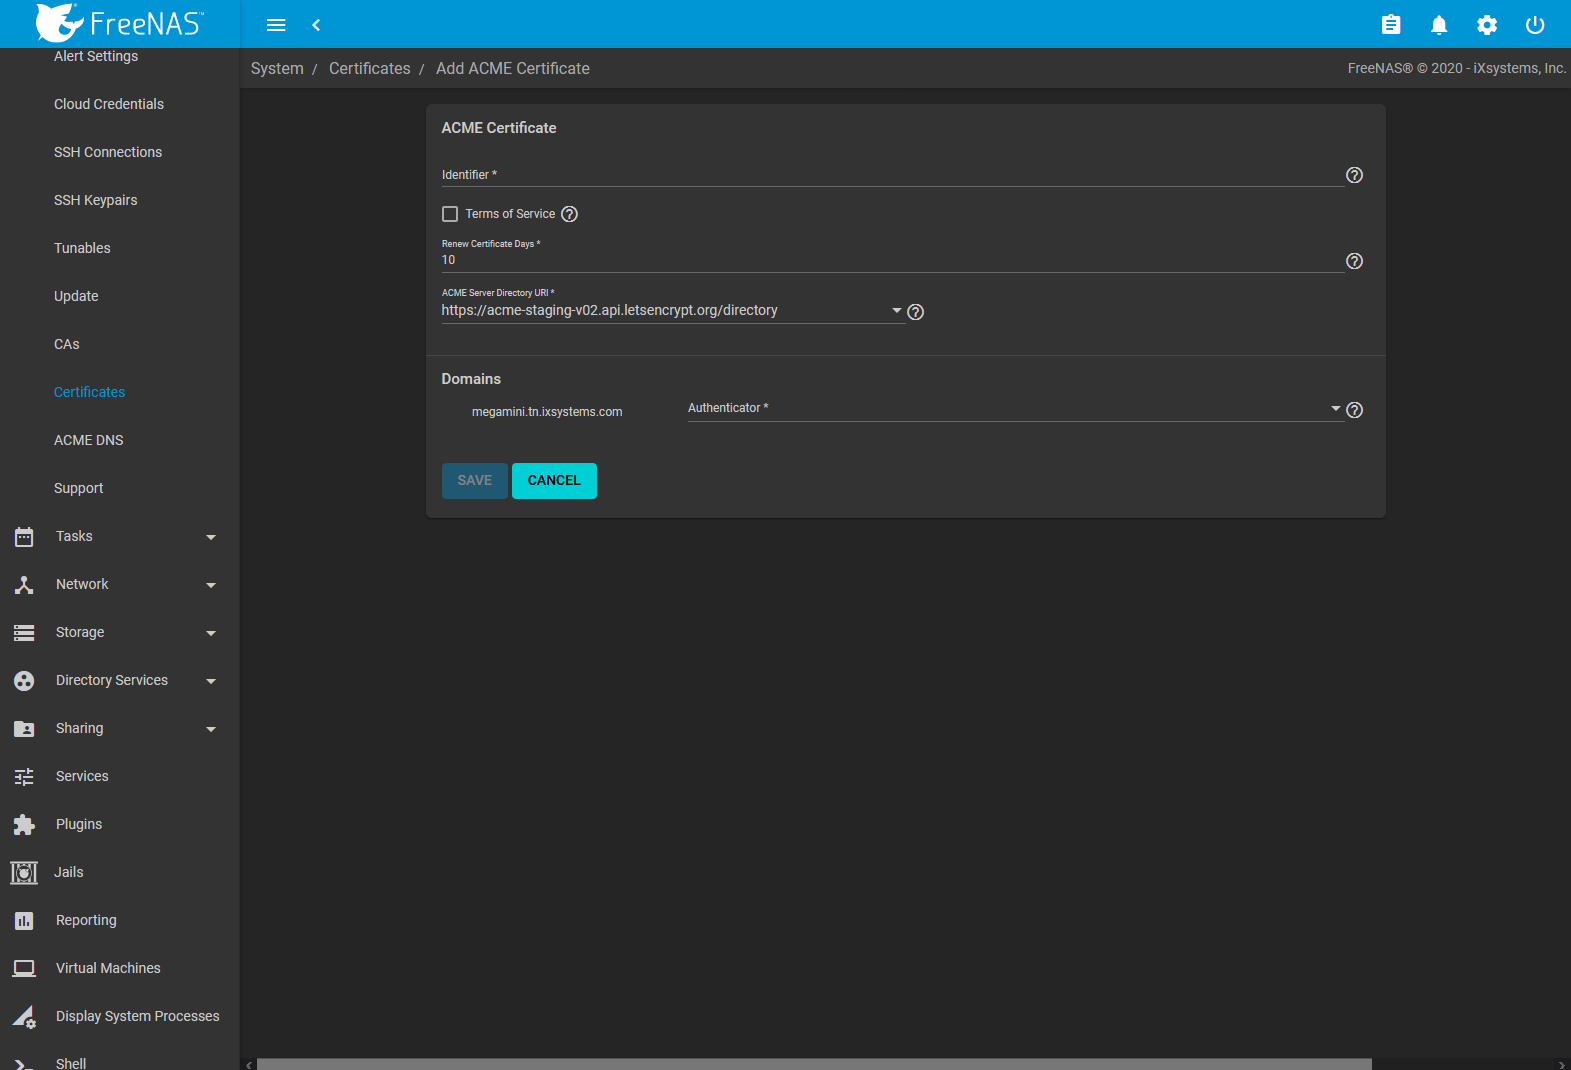 FreeNAS™
Alert Settings
Cloud Credentials
SSH Connections
SSH Keypairs
Tunables
Update
CAs
Certificates
ACME DNS
Support
Tasks
Network
Storage
Directory Services
Sharing
Services
Plugins
Jails
Reporting
Virtual Machines
Display System Processes
Shell
System / Certificates / Add ACME Certificate
FreeNAS® © 2020 - iXsystems, Inc.
ACME Certificate
Identifier *
Terms of Service
Renew Certificate Days *
10
ACME Server Directory URI *
https://acme-staging-v02.api.letsencrypt.org/directory
Domains
megamini.tn.ixsystems.com
Authenticator *
SAVE
CANCEL